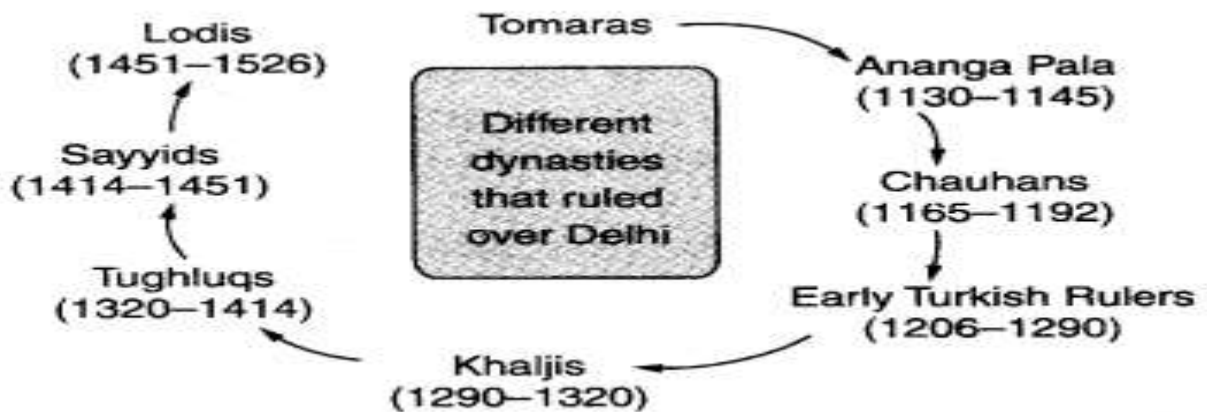 Tomaras
Ananga Pala
(1130–1145)
Chauhans
(1165–1192)
Early Turkish Rulers
(1206–1290)
Khaljis
(1290–1320)
Tughluqs
(1320–1414)
Sayyids
(1414–1451)
Lodis
(1451–1526)
Different
dynasties
that ruled
over Delhi